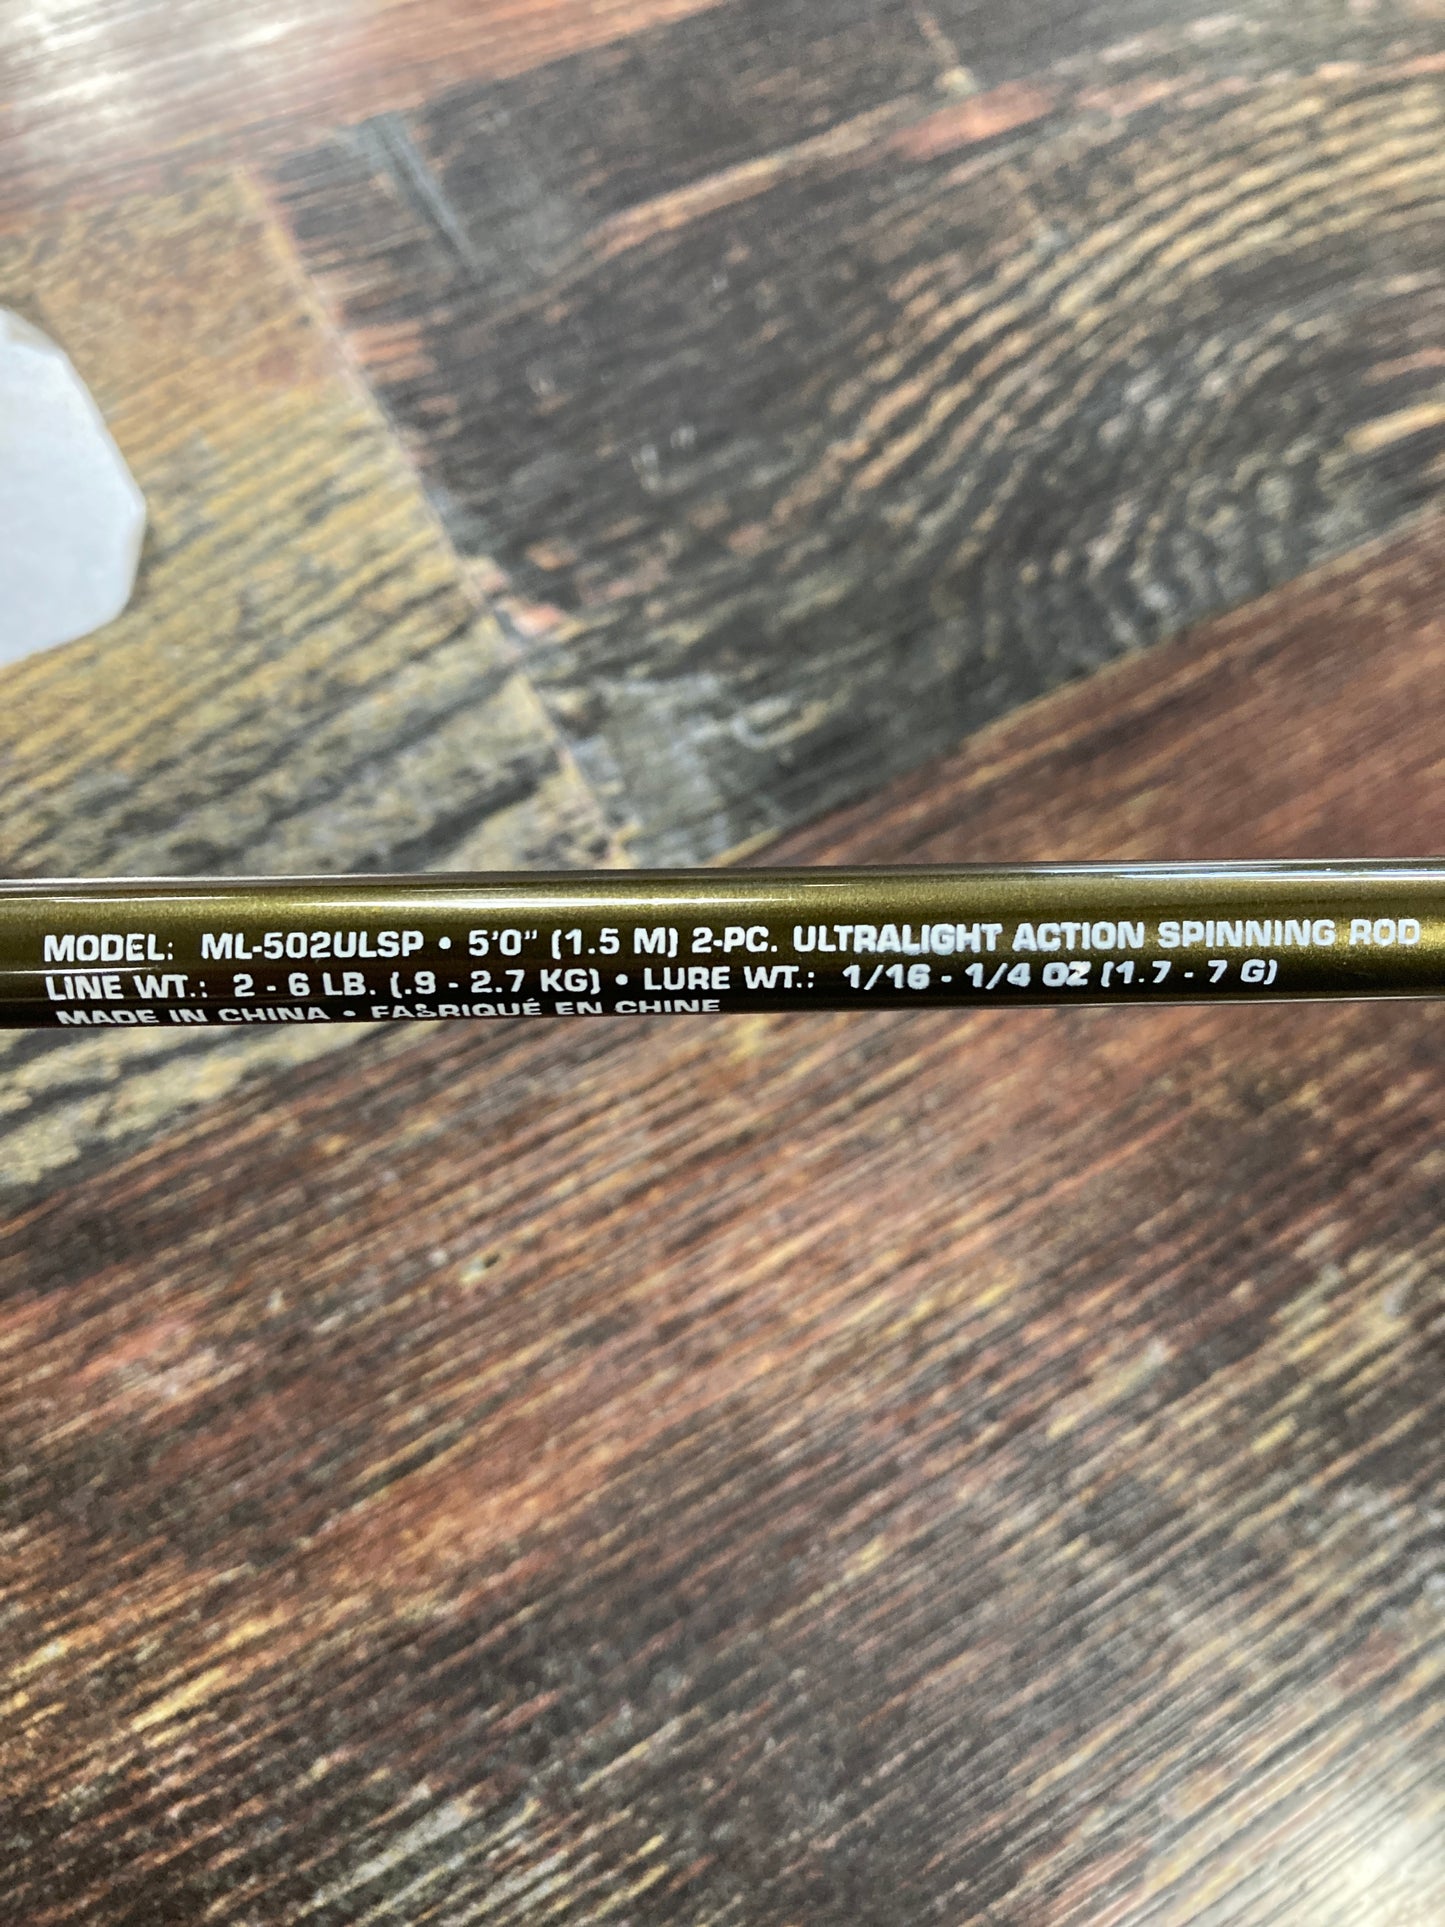 MODEL: ML-502ULSP • 5'0" (1.5 M) 2-PC. ULTRALIGHT ACTION SPINNING ROD
LINE WT.: 2 - 6 LB. (.9 - 2.7 KG) • LURE WT.: 1/16 - 1/4 OZ (1.7 - 7 G)
MADE IN CHINA • FABRIQUÉ EN CHINE